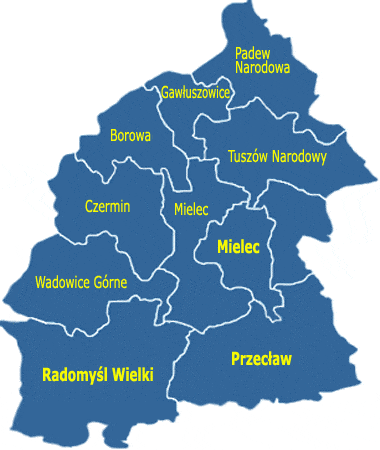 Padew
Narodowa
Gawłuszowice
Borowa
Tuszów Narodowy
Czermin
Mielec
Mielec
Wadowice Górne
Przecław
Radomyśl Wielki